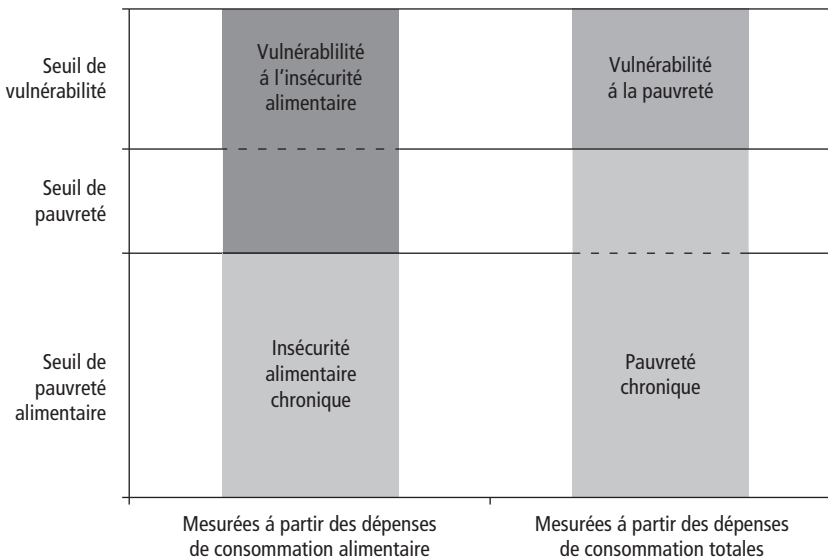 Seuil de
vulnérabilité
Vulnérablilité
á l'insécurité
alimentaire
Vulnérabilité
á la pauvreté
Seuil de
pauvreté
Seuil de
pauvreté
alimentaire
Insécurité
alimentaire
chronique
Pauvreté
chronique
Mesurées á partir des dépenses
de consommation alimentaire
Mesurées á partir des dépenses
de consommation totales